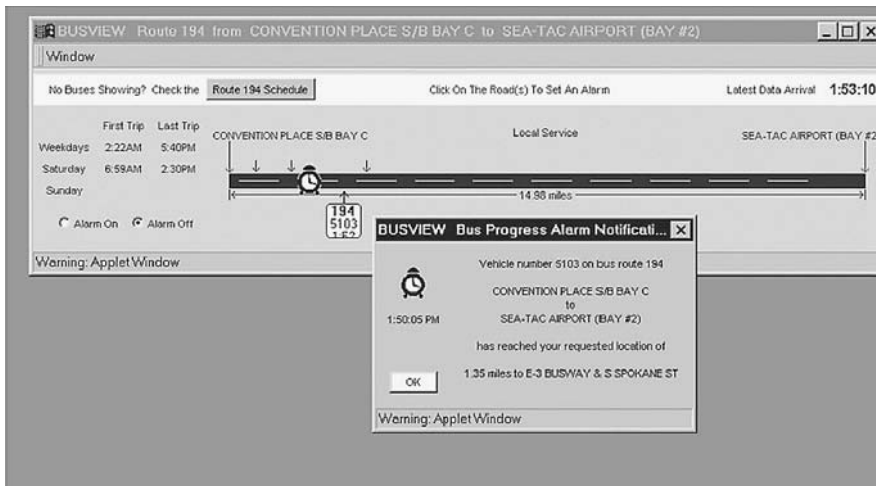 BUSVIEW Route 194 from CONVENTION PLACE S/B BAY C to SEA-TAC AIRPORT (BAY #2)
Window
No Buses Showing? Check the Route 194 Schedule Click On The Road(s) To Set An Alarm Latest Data Arrival 1:53:10
First Trip Last Trip
Weekdays 2:22AM 5:40PM
Saturday 6:59AM 2:30PM
Sunday
Alarm On Alarm Off
CONVENTION PLACE S/B BAY C Local Service SEA-TAC AIRPORT (BAY #2
14.98 miles
194
5103
Warning: Applet Window
BUSVIEW Bus Progress Alarm Notificati...
Vehicle number 5103 on bus route 194
CONVENTION PLACE S/B BAY C
to
SEA-TAC AIRPORT (BAY #2)
1:50:05 PM
has reached your requested location of
1.35 miles to E-3 BUSWAY & S SPOKANE ST
OK
Warning: Applet Window